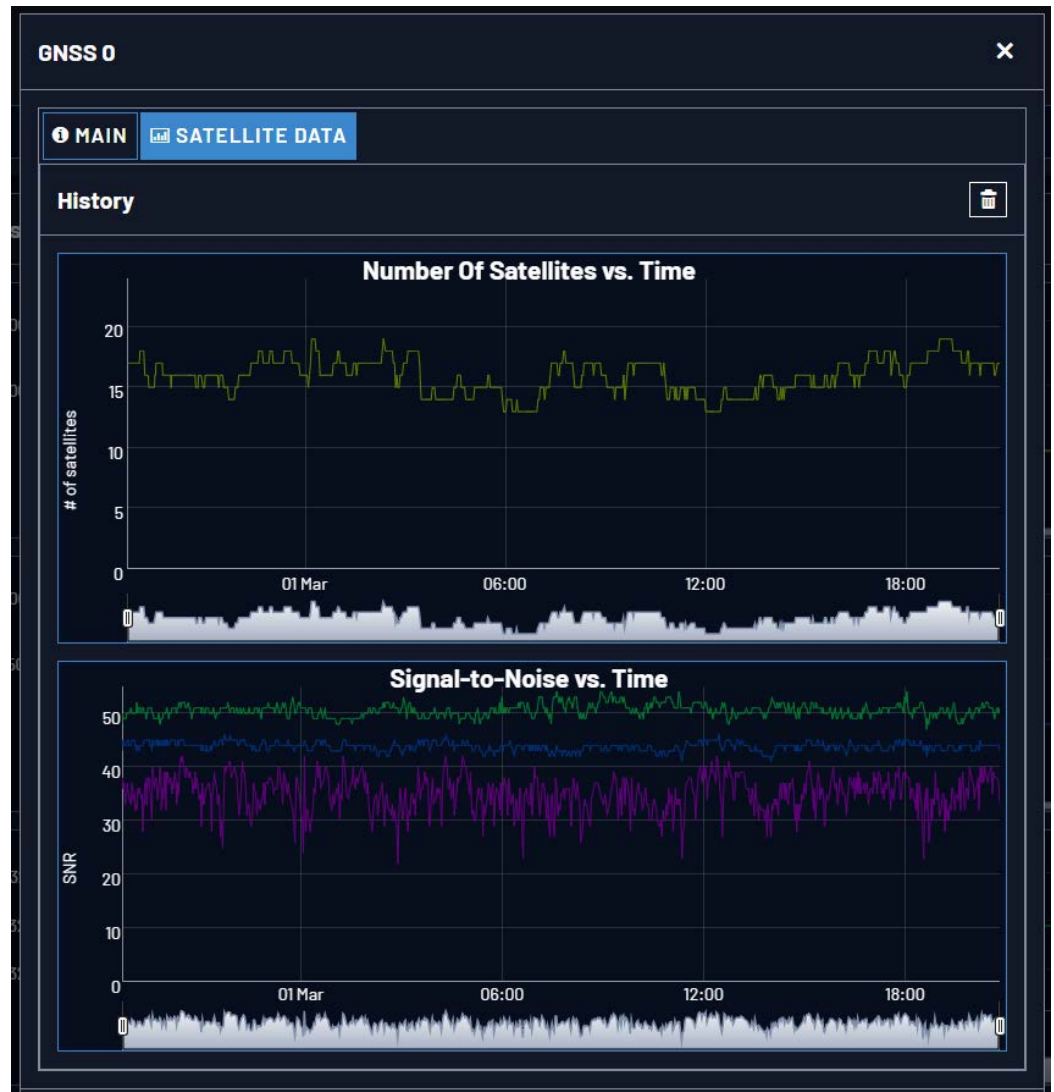 GNSS 0
MAIN
SATELLITE DATA
History
Number Of Satellites vs. Time
# of satellites
20
15
10
5
0
01 Mar
06:00
12:00
18:00
Signal-to-Noise vs. Time
SNR
50
40
30
20
10
0
01 Mar
06:00
12:00
18:00